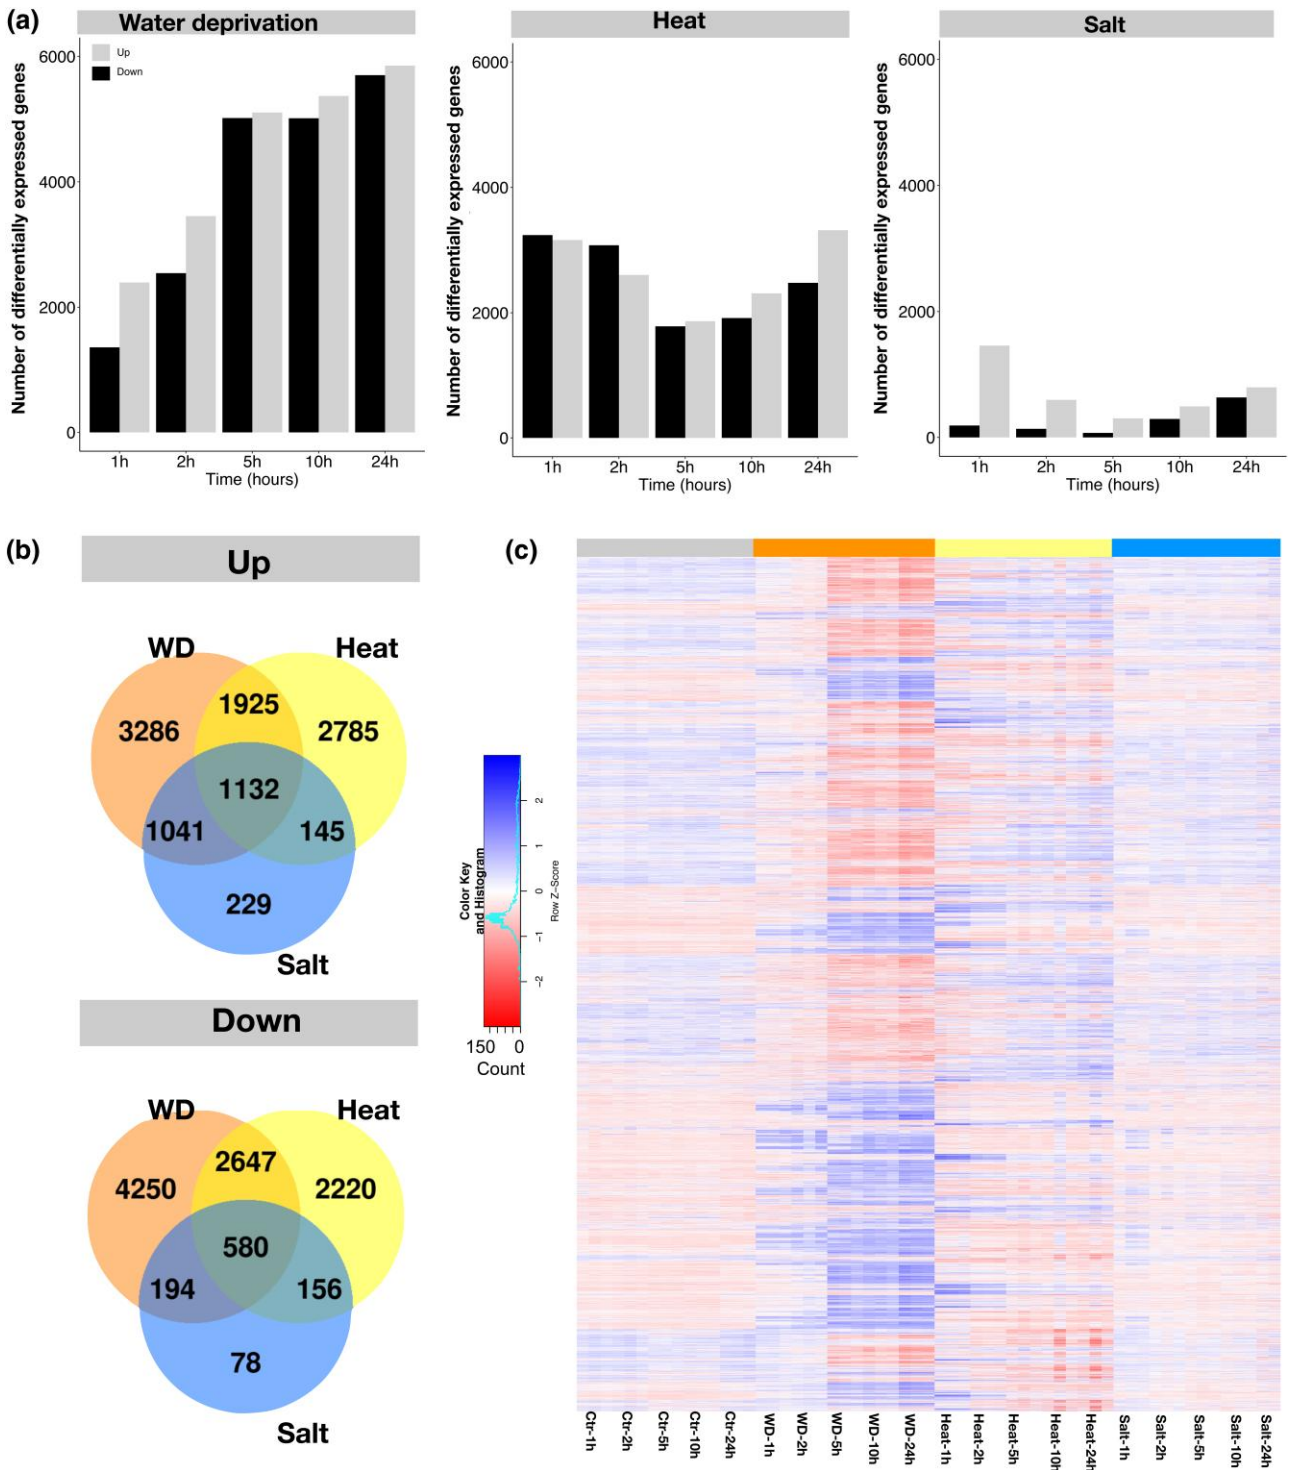 (a)
Water deprivation
Heat
Salt
Number of differentially expressed genes
6000
4000
2000
0
Up
Down
1h 2h 5h 10h 24h
Time (hours)
Number of differentially expressed genes
6000
4000
2000
0
1h 2h 5h 10h 24h
Time (hours)
Number of differentially expressed genes
6000
4000
2000
0
1h 2h 5h 10h 24h
Time (hours)
(b)
Up
WD
Heat
1925
3286
2785
1132
1041
145
229
Salt
Down
WD
Heat
2647
4250
2220
580
194
156
78
Salt
(c)
Color Key
and Histogram
2
1
0
-1
-2
Row Z-Score
150 0
Count
Ctr-1h
Ctr-2h
Ctr-5h
Ctr-10h
Ctr-24h
WD-1h
WD-2h
WD-5h
WD-10h
WD-24h
Heat-1h
Heat-2h
Heat-5h
Heat-10h
Heat-24h
Salt-1h
Salt-2h
Salt-5h
Salt-10h
Salt-24h